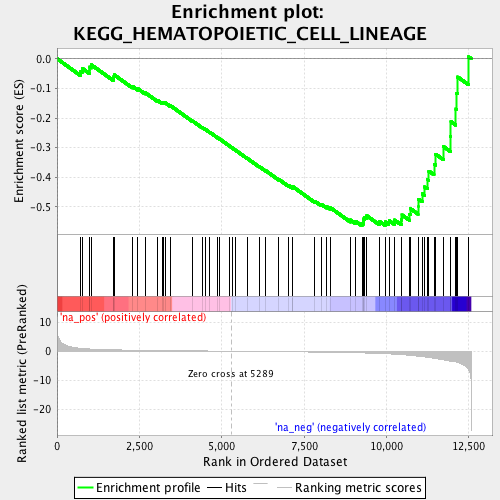 Enrichment plot:
KEGG_HEMATOPOIETIC_CELL_LINEAGE
Enrichment score (ES)
0.0
-0.1
-0.2
-0.3
-0.4
-0.5
'na_pos' (positively correlated)
Ranked list metric (PreRanked)
10
5
0
-5
-10
-15
-20
Zero cross at 5289
'na_neg' (negatively correlated)
0
2,500
5,000
7,500
10,000
12,500
Rank in Ordered Dataset
Enrichment profile
Hits
Ranking metric scores